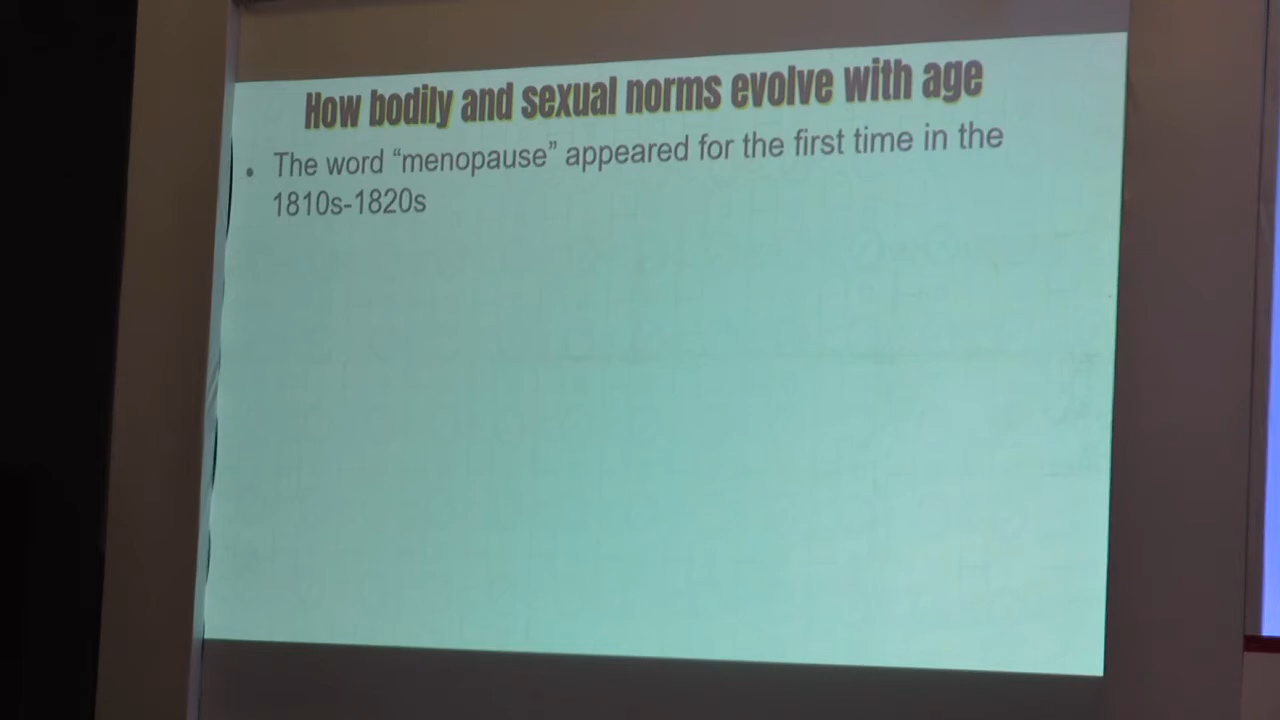 How bodily and sexual norms evolve with age
• The word “menopause” appeared for the first time in the
1810s-1820s